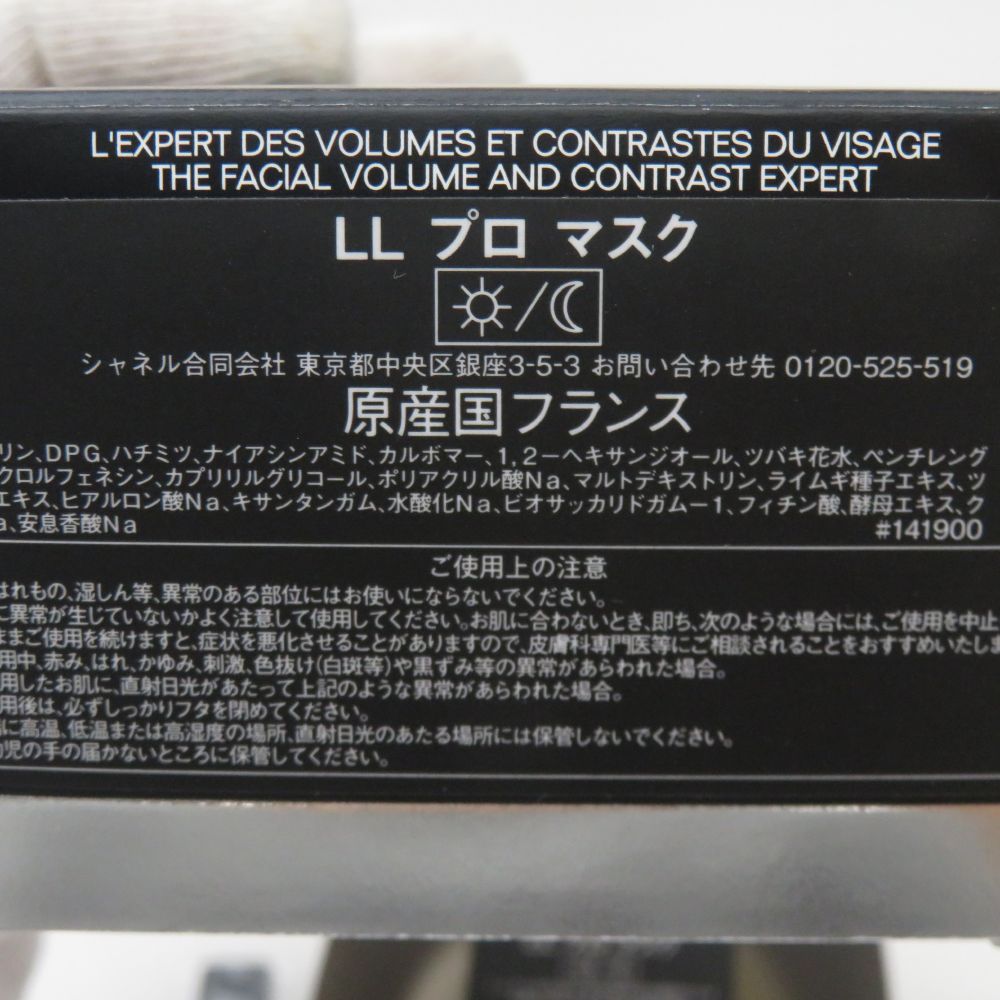 L'EXPERT DES VOLUMES ET CONTRASTES DU VISAGE
THE FACIAL VOLUME AND CONTRAST EXPERT
LL プロ マスク
シャネル合同会社 東京都中央区銀座3-5-3 お問い合わせ先 0120-525-519
原産国フランス
リン、DPG、ハチミツ、ナイアシンアミド、カルボマー、1,2-ヘキサンジオール、ツバキ花水、ペンチレング
クロルフェネシン、カプリリルグリコール、ポリアクリル酸Na、マルトデキストリン、ライムギ種子エキス、ツ
エキス、ヒアルロン酸Na、キサンタンガム、水酸化Na、ビオサッカリドガム-1、フィチン酸、酵母エキス、ク
a、安息香酸Na #141900
ご使用上の注意
はれもの、湿しん等、異常のある部位にはお使いにならないでください。
に異常が生じていないかよく注意して使用してください。お肌に合わないとき、即ち、次のような場合には、ご使用を中止
ままご使用を続けますと、症状を悪化させることがありますので、皮膚科専門医等にご相談されることをおすすめいたしま
用中、赤み、はれ、かゆみ、刺激、色抜け(白斑等)や黒ずみ等の異常があらわれた場合。
用したお肌に、直射日光があたって上記のような異常があらわれた場合。
用後は、必ずしっかりフタを閉めてください。
に高温、低温または高湿度の場所、直射日光のあたる場所には保管しないでください。
幼児の手の届かないところに保管してください。